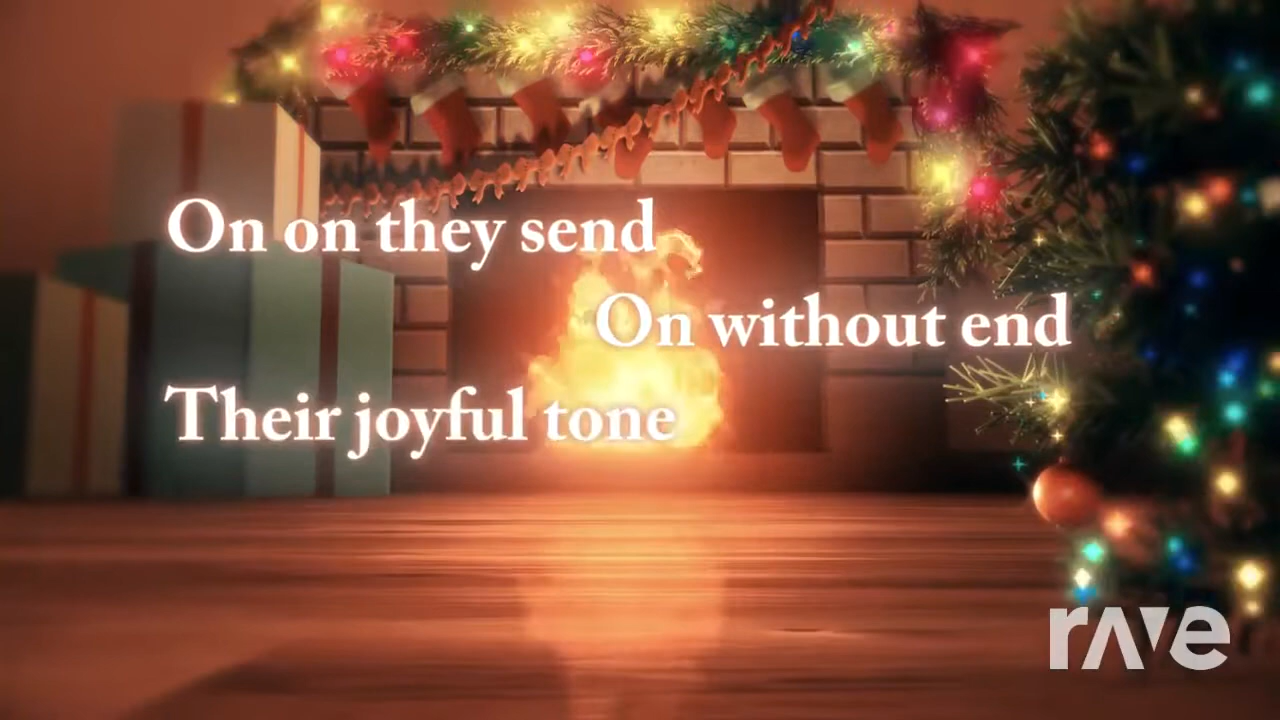 On on they send
On without end
Their joyful tone
rave